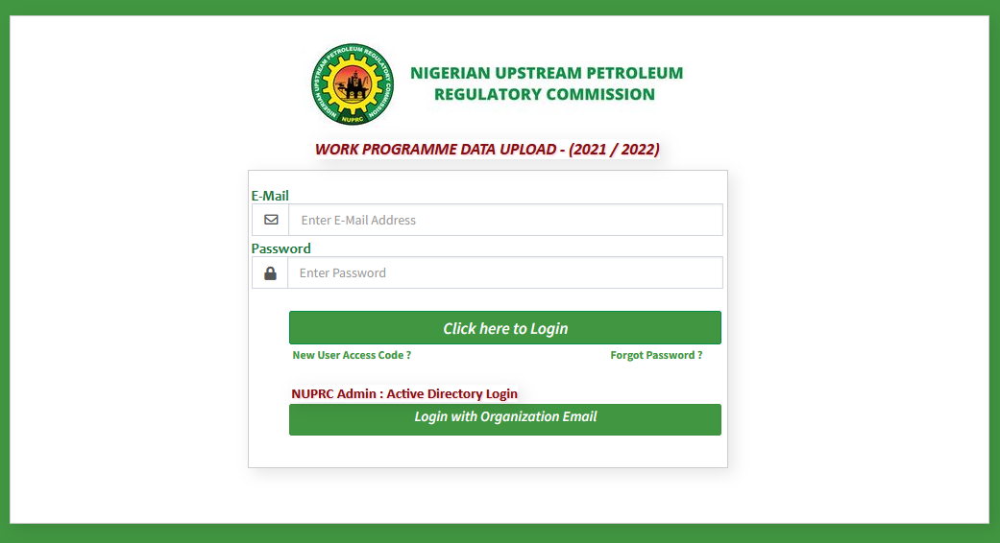 NIGERIAN UPSTREAM PETROLEUM REGULATORY COMMISSION
NUPRC
NIGERIAN UPSTREAM PETROLEUM
REGULATORY COMMISSION
WORK PROGRAMME DATA UPLOAD - (2021 / 2022)
E-Mail
Enter E-Mail Address
Password
Enter Password
Click here to Login
New User Access Code ?
Forgot Password ?
NUPRC Admin : Active Directory Login
Login with Organization Email